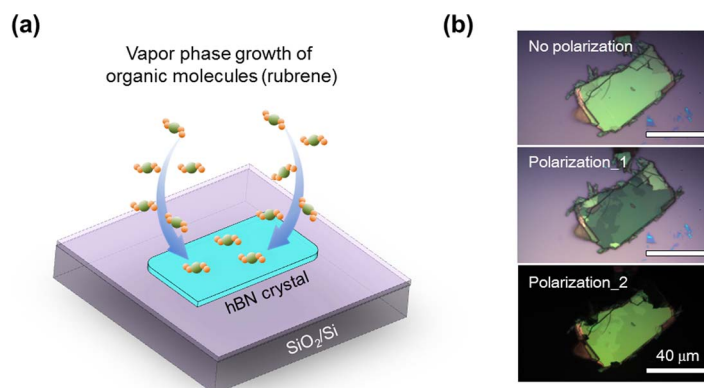 (a)
Vapor phase growth of
organic molecules (rubrene)
hBN crystal
SiO₂/Si
(b)
No polarization
Polarization_1
Polarization_2
40 μm